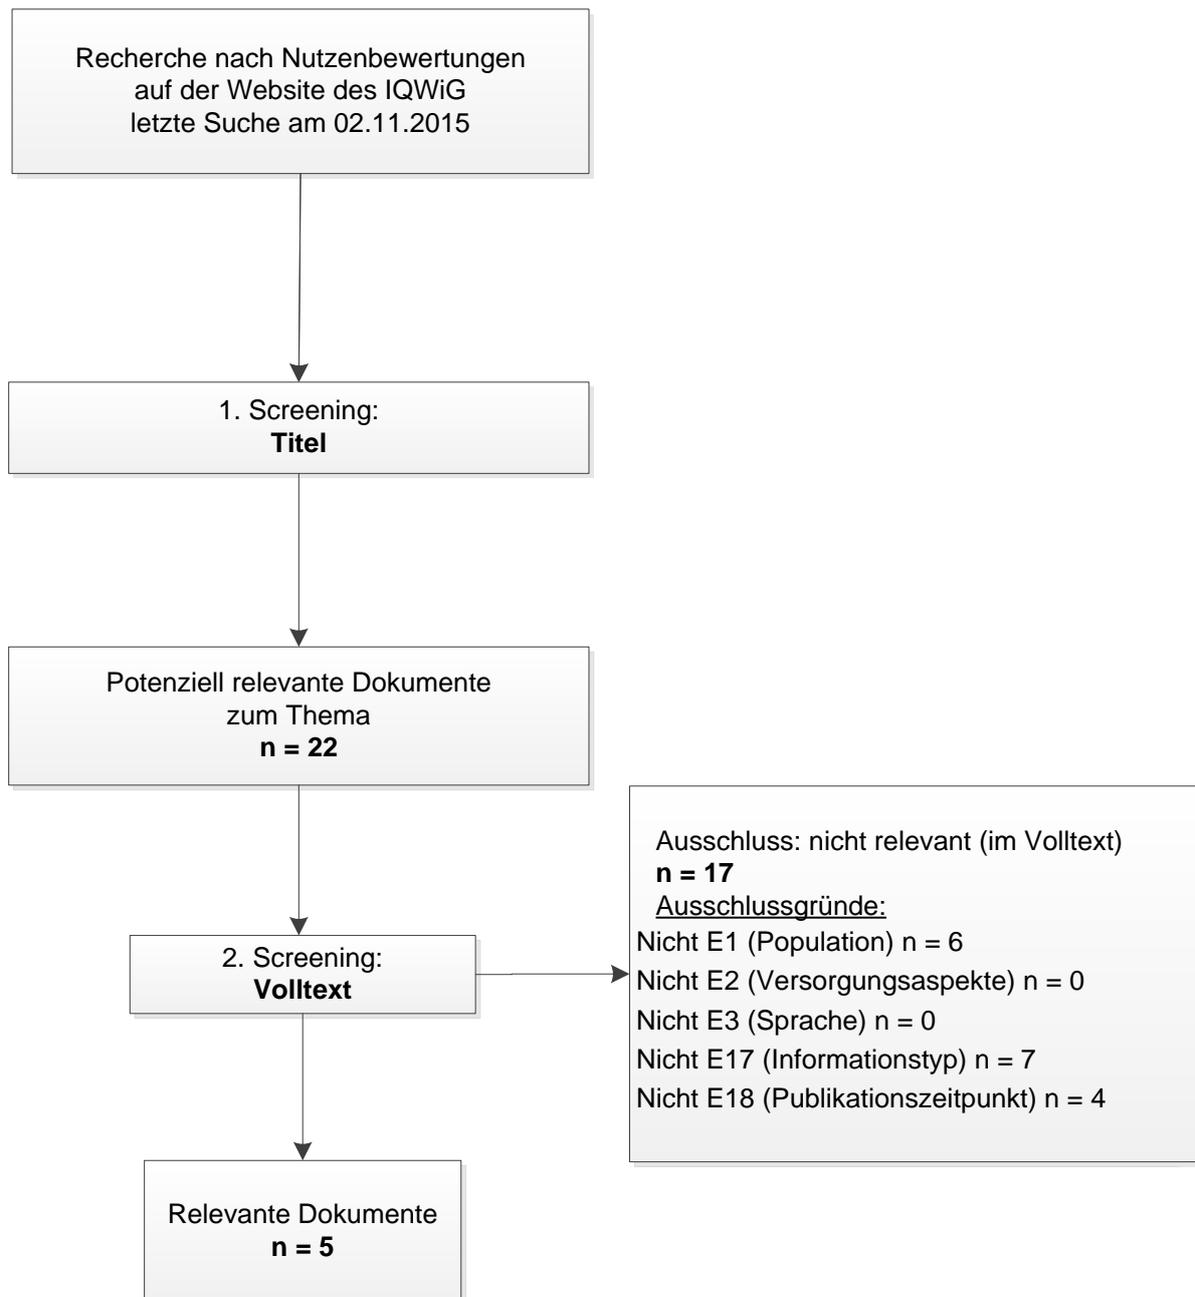 Recherche nach Nutzenbewertungen
auf der Website des IQWiG
letzte Suche am 02.11.2015
1. Screening:
Titel
Potenziell relevante Dokumente
zum Thema
n = 22
2. Screening:
Volltext
Ausschluss: nicht relevant (im Volltext)
n = 17
Ausschlussgründe:
Nicht E1 (Population) n = 6
Nicht E2 (Versorgungsaspekte) n = 0
Nicht E3 (Sprache) n = 0
Nicht E17 (Informationstyp) n = 7
Nicht E18 (Publikationszeitpunkt) n = 4
Relevante Dokumente
n = 5